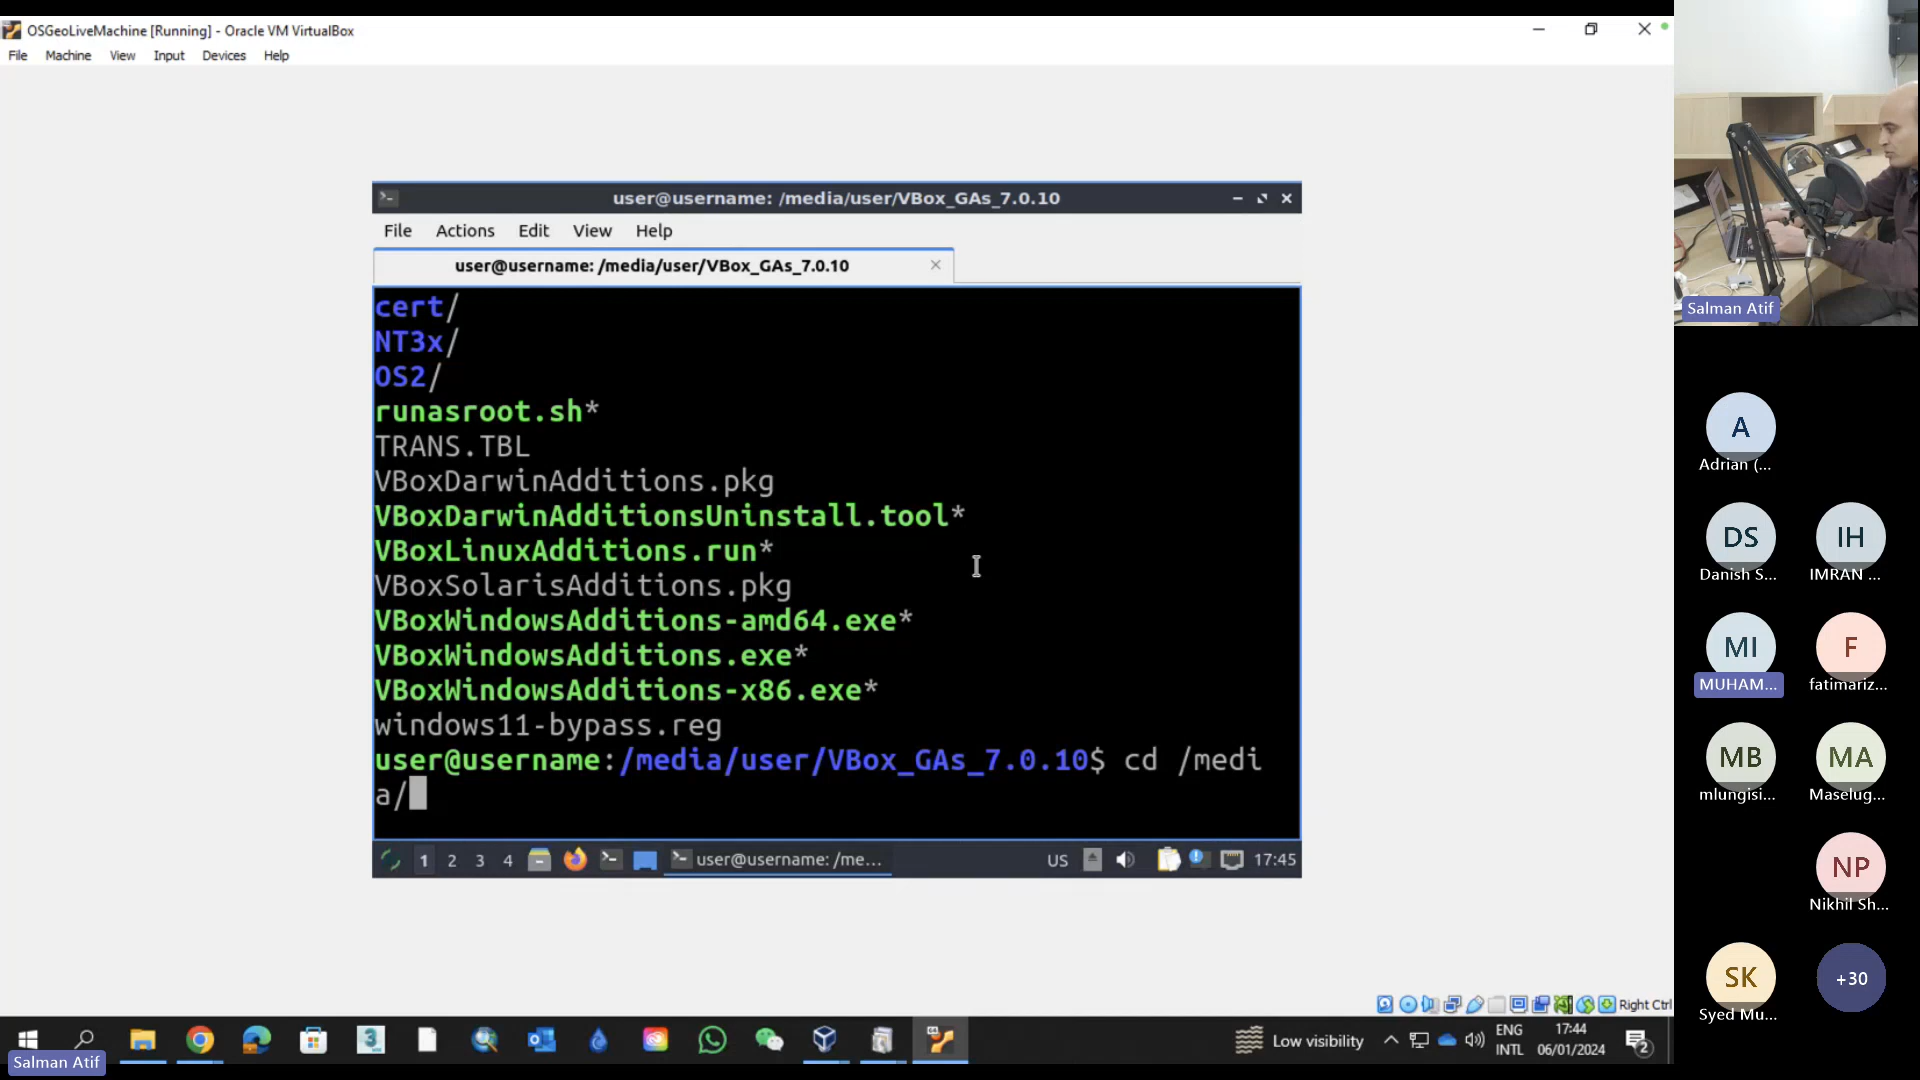 OSGeoLiveMachine [Running] - Oracle VM VirtualBox
File Machine View Input Devices Help
user@username: /media/user/VBox_GAs_7.0.10
File Actions Edit View Help
user@username: /media/user/VBox_GAs_7.0.10
cert/
NT3x/
OS2/
runasroot.sh*
TRANS.TBL
VBoxDarwinAdditions.pkg
VBoxDarwinAdditionsUninstall.tool*
VBoxLinuxAdditions.run*
VBoxSolarisAdditions.pkg
VBoxWindowsAdditions-amd64.exe*
VBoxWindowsAdditions.exe*
VBoxWindowsAdditions-x86.exe*
windows11-bypass.reg
user@username:/media/user/VBox_GAs_7.0.10$ cd /medi
a/
1 2 3 4 user@username: /me... US 17:45
Right Ctrl
Low visibility
ENG
INTL
17:44
06/01/2024
2
Salman Atif
Salman Atif
A
Adrian (...
DS
Danish S...
IH
IMRAN ...
MI
MUHAM...
F
fatimariz...
MB
mlungisi...
MA
Maselug...
NP
Nikhil Sh...
SK
Syed Mu...
+30